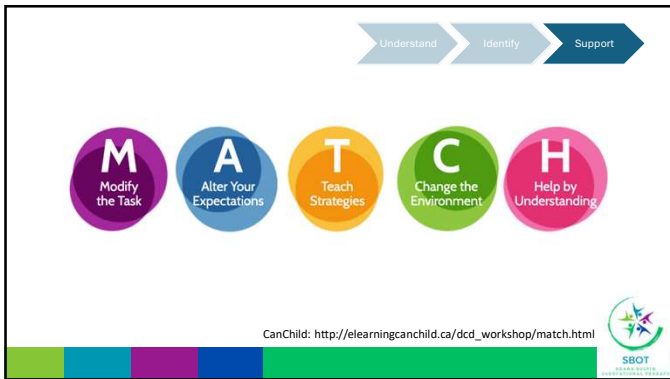 Understand
Identify
Support
M
Modify
the Task
A
Alter Your
Expectations
T
Teach
Strategies
C
Change the
Environment
H
Help by
Understanding
CanChild: http://elearningcanchild.ca/dcd_workshop/match.html
SBOT